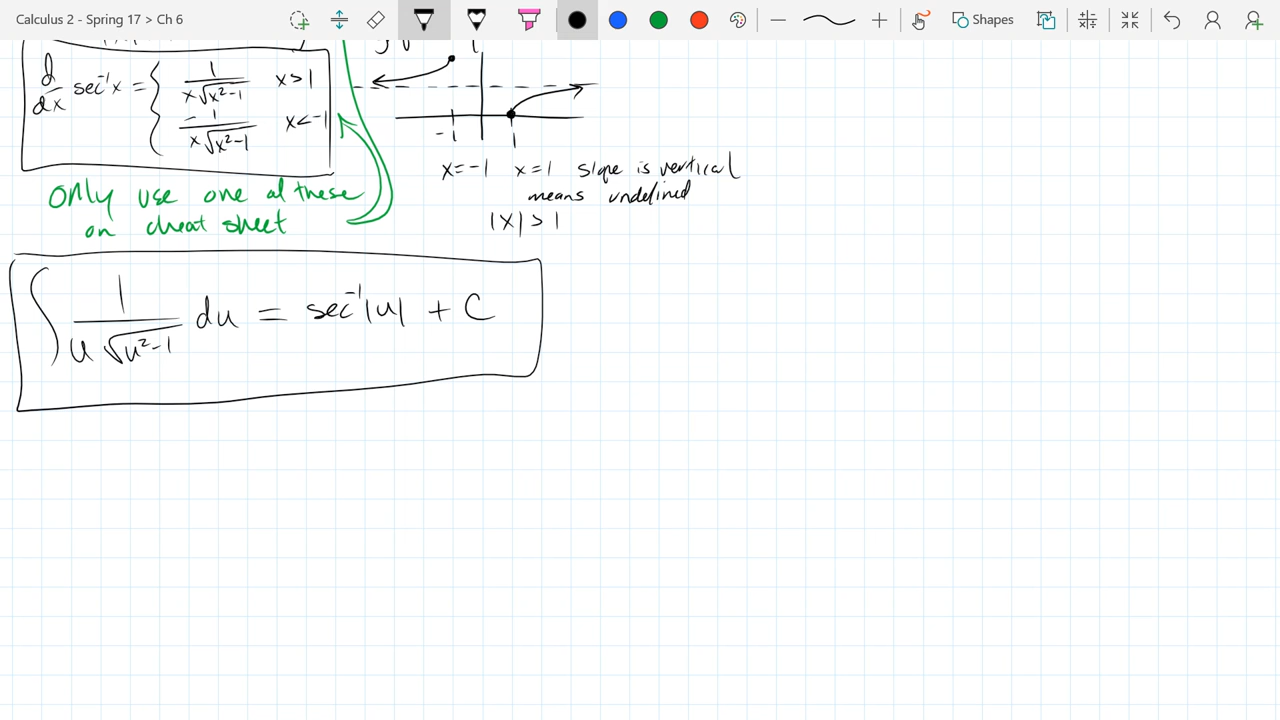 Calculus 2 - Spring 17 > Ch 6
Shapes
d/dx sec⁻¹x = { 1/(x√(x²-1)) x>1
-1/(x√(x²-1)) x<-1
-1 1
x=-1 x=1 slope is vertical
means undefined
|x| > 1
Only use one of these
on cheat sheet
∫ 1/(u√(u²-1)) du = sec⁻¹|u| + C